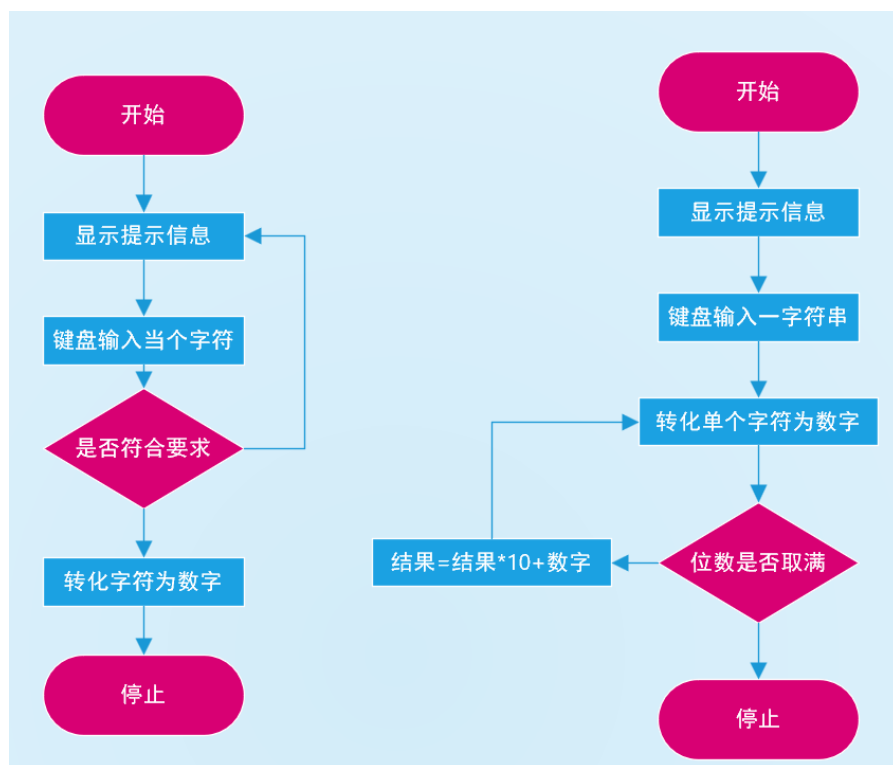 开始
显示提示信息
键盘输入当个字符
是否符合要求
转化字符为数字
停止
开始
显示提示信息
键盘输入一字符串
转化单个字符为数字
位数是否取满
结果=结果*10+数字
停止